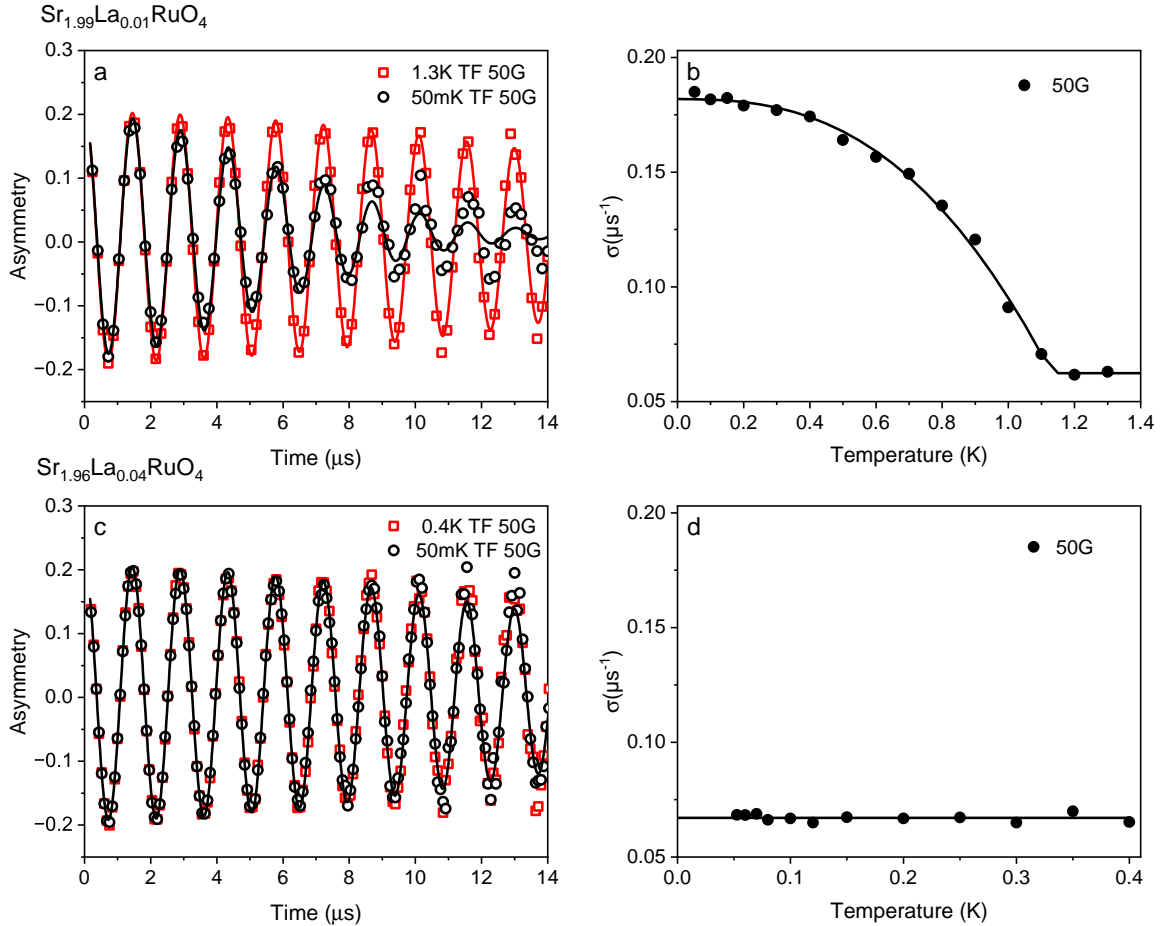 Sr1.99La0.01RuO4
a
1.3K TF 50G
50mK TF 50G
0.3
0.2
0.1
0.0
−0.1
−0.2
Asymmetry
0 2 4 6 8 10 12 14
Time (μs)
b
50G
0.20
0.15
0.10
0.05
σ(μs-1)
0.0 0.2 0.4 0.6 0.8 1.0 1.2 1.4
Temperature (K)
Sr1.96La0.04RuO4
c
0.4K TF 50G
50mK TF 50G
0.3
0.2
0.1
0.0
−0.1
−0.2
Asymmetry
0 2 4 6 8 10 12 14
Time (μs)
d
50G
0.20
0.15
0.10
0.05
σ(μs-1)
0.0 0.1 0.2 0.3 0.4
Temperature (K)